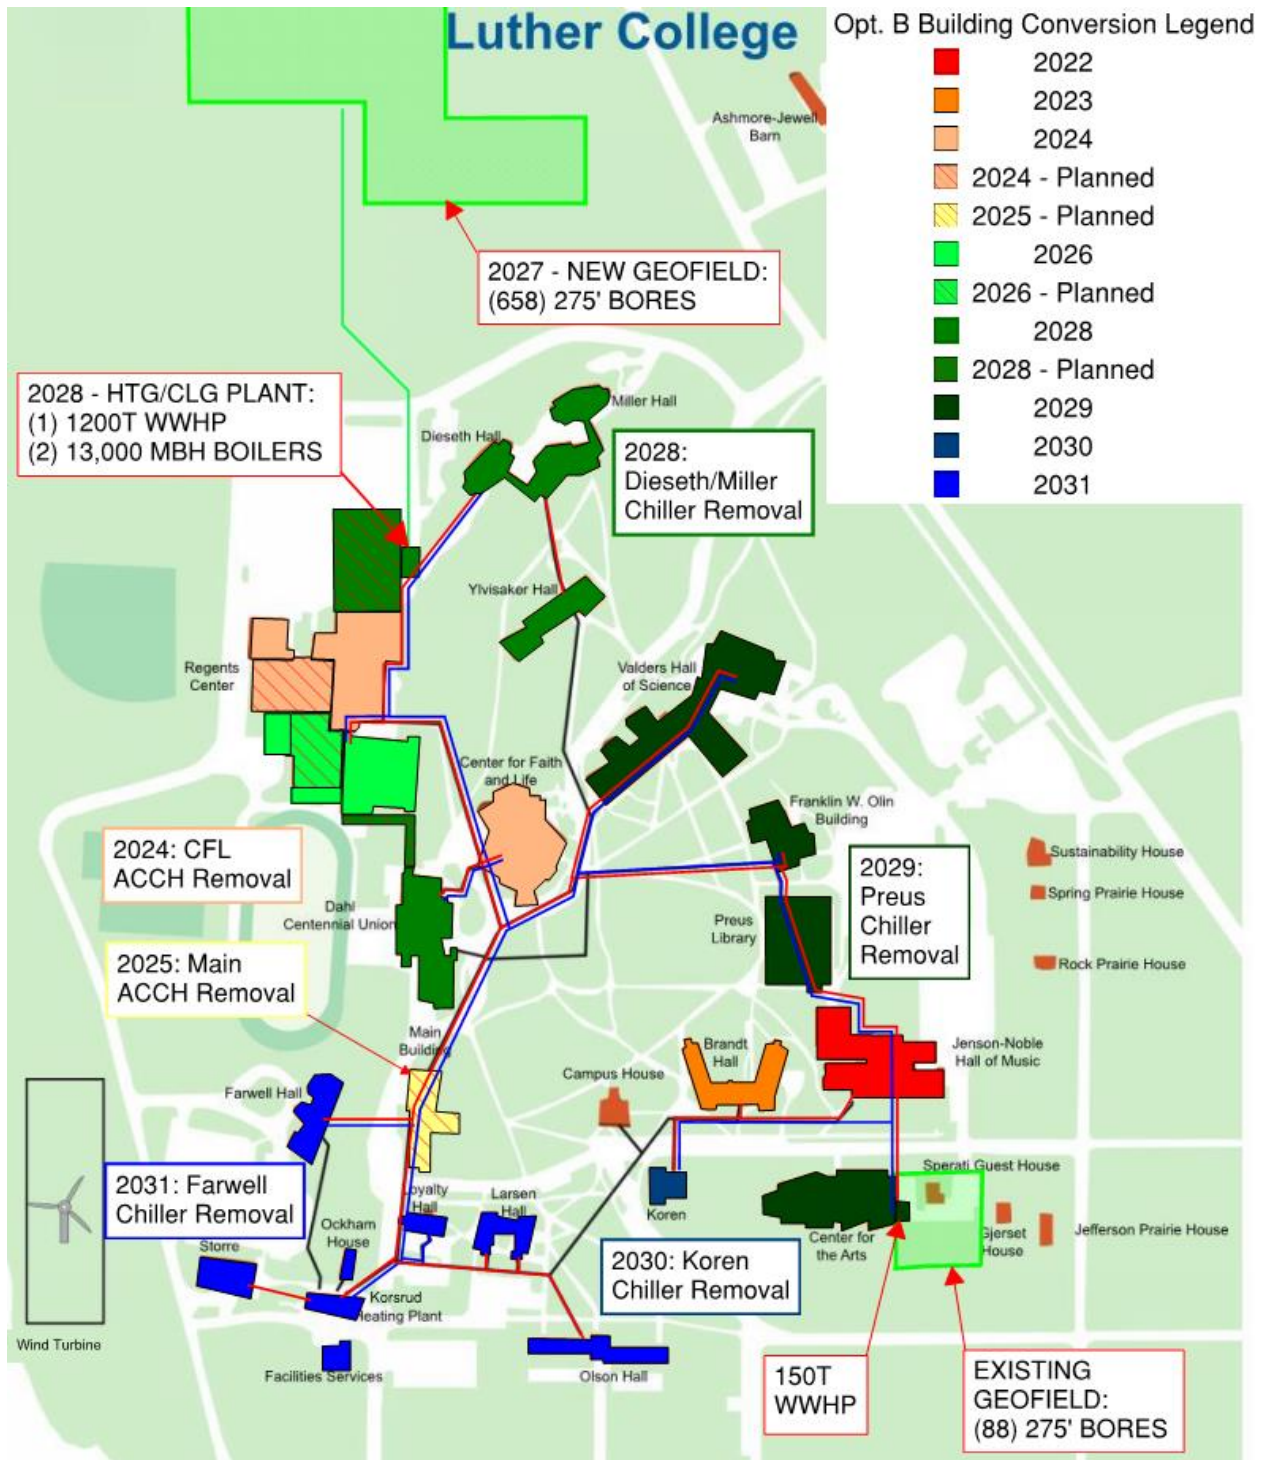 Luther College
Opt. B Building Conversion Legend
2022
2023
2024
2024 - Planned
2025 - Planned
2026
2026 - Planned
2028
2028 - Planned
2029
2030
2031
Ashmore-Jewell
Barn
2027 - NEW GEOFIELD:
(658) 275' BORES
2028 - HTG/CLG PLANT:
(1) 1200T WWHP
(2) 13,000 MBH BOILERS
Miller Hall
Dieseth Hall
2028:
Dieseth/Miller
Chiller Removal
Ylvisaker Hall
Regents
Center
Valders Hall
of Science
Center for Faith
and Life
Franklin W. Olin
Building
2024: CFL
ACCH Removal
Sustainability House
Spring Prairie House
Rock Prairie House
2029:
Preus
Chiller
Removal
Dahl
Centennial Union
Preus
Library
2025: Main
ACCH Removal
Main
Building
Brandt
Hall
Jenson-Noble
Hall of Music
Campus House
Farwell Hall
2031: Farwell
Chiller Removal
Loyalty
Hall
Larsen
Hall
Koren
Sperati Guest House
Gjerset
House
Jefferson Prairie House
Center for
the Arts
Ockham
House
Storre
2030: Koren
Chiller Removal
Korsrud
Heating Plant
Wind Turbine
Facilities Services
Olson Hall
150T
WWHP
EXISTING
GEOFIELD:
(88) 275' BORES